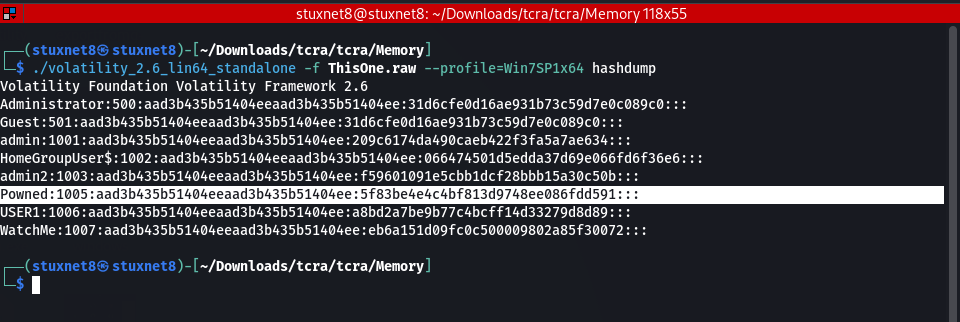 stuxnet8@stuxnet8: ~/Downloads/tcra/tcra/Memory 118x55
┌──(stuxnet8㉿stuxnet8)-[~/Downloads/tcra/tcra/Memory]
└─$ ./volatility_2.6_lin64_standalone -f ThisOne.raw --profile=Win7SP1x64 hashdump
Volatility Foundation Volatility Framework 2.6
Administrator:500:aad3b435b51404eeaad3b435b51404ee:31d6cfe0d16ae931b73c59d7e0c089c0:::
Guest:501:aad3b435b51404eeaad3b435b51404ee:31d6cfe0d16ae931b73c59d7e0c089c0:::
admin:1001:aad3b435b51404eeaad3b435b51404ee:209c6174da490caeb422f3fa5a7ae634:::
HomeGroupUser$:1002:aad3b435b51404eeaad3b435b51404ee:066474501d5edda37d69e066fd6f36e6:::
admin2:1003:aad3b435b51404eeaad3b435b51404ee:f59601091e5cbb1dcf28bbb15a30c50b:::
Powned:1005:aad3b435b51404eeaad3b435b51404ee:5f83be4e4c4bf813d9748ee086fdd591:::
USER1:1006:aad3b435b51404eeaad3b435b51404ee:a8bd2a7be9b77c4bcff14d33279d8d89:::
WatchMe:1007:aad3b435b51404eeaad3b435b51404ee:eb6a151d09fc0c500009802a85f30072:::
┌──(stuxnet8㉿stuxnet8)-[~/Downloads/tcra/tcra/Memory]
└─$